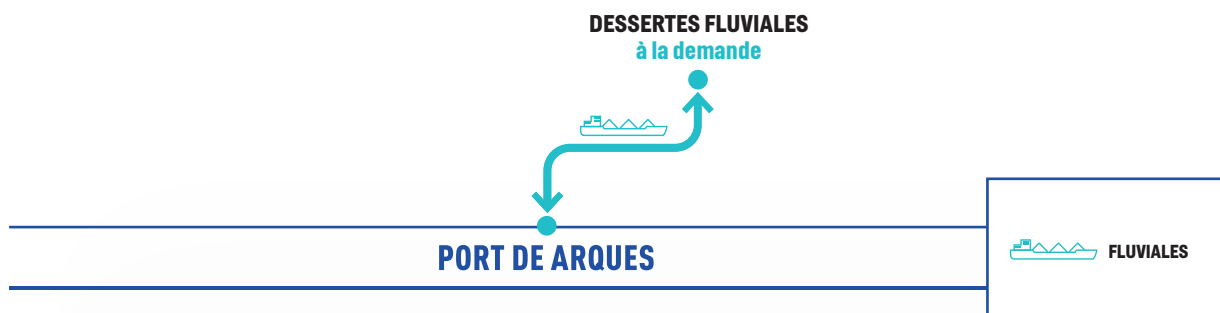 DESSERTES FLUVIALES
à la demande
PORT DE ARQUES
FLUVIALES